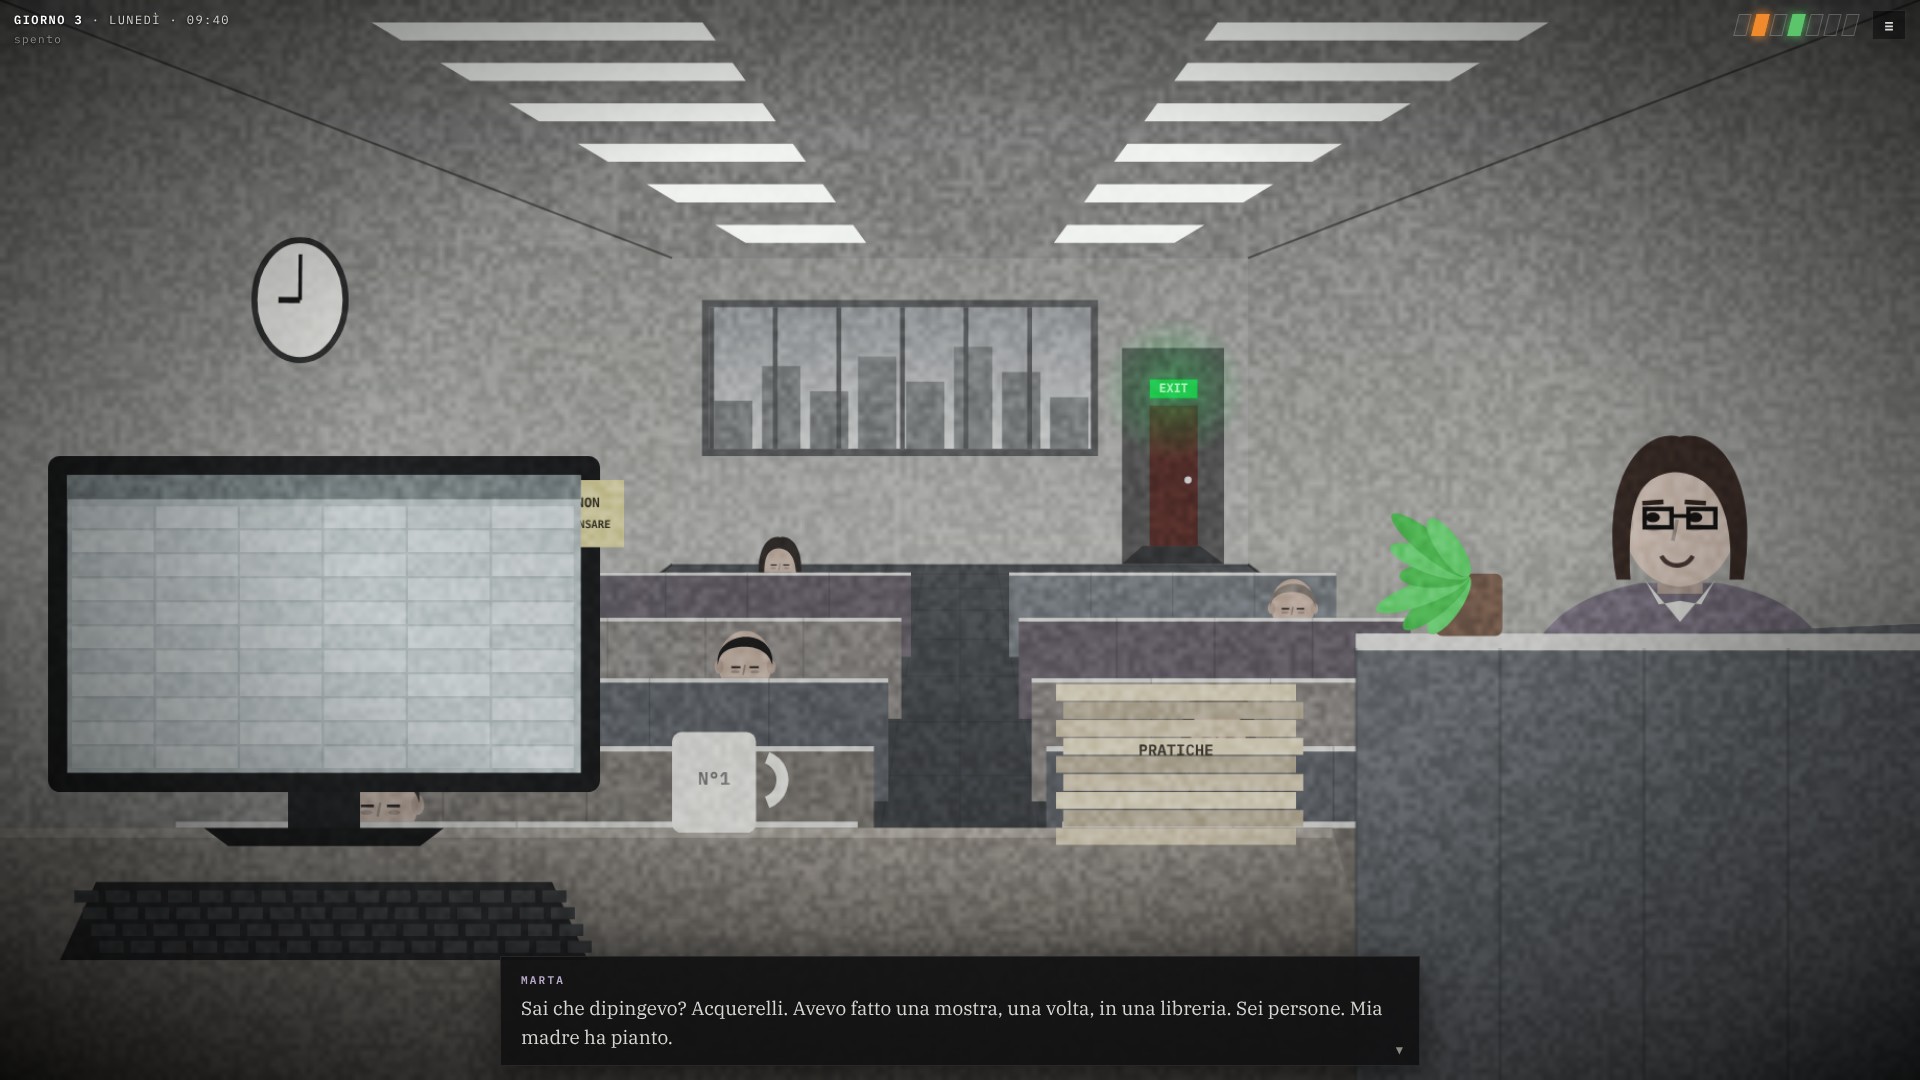 GIORNO 3 · LUNEDÌ · 09:40
spento
EXIT
NON
NSARE
N°1
PRATICHE
MARTA
Sai che dipingevo? Acquerelli. Avevo fatto una mostra, una volta, in una libreria. Sei persone. Mia
madre ha pianto.